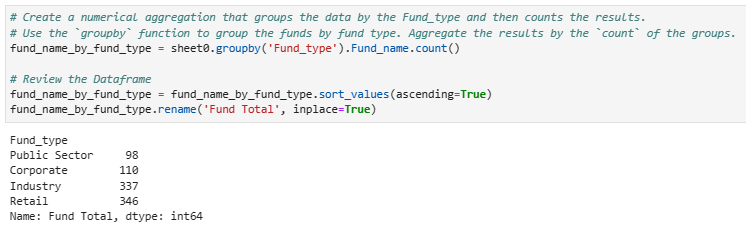 # Create a numerical aggregation that groups the data by the Fund_type and then counts the results.
# Use the `groupby` function to group the funds by fund type. Aggregate the results by the `count` of the groups.
fund_name_by_fund_type = sheet0.groupby('Fund_type').Fund_name.count()
# Review the Dataframe
fund_name_by_fund_type = fund_name_by_fund_type.sort_values(ascending=True)
fund_name_by_fund_type.rename('Fund Total', inplace=True)
Fund_type
Public Sector     98
Corporate        110
Industry         337
Retail           346
Name: Fund Total, dtype: int64